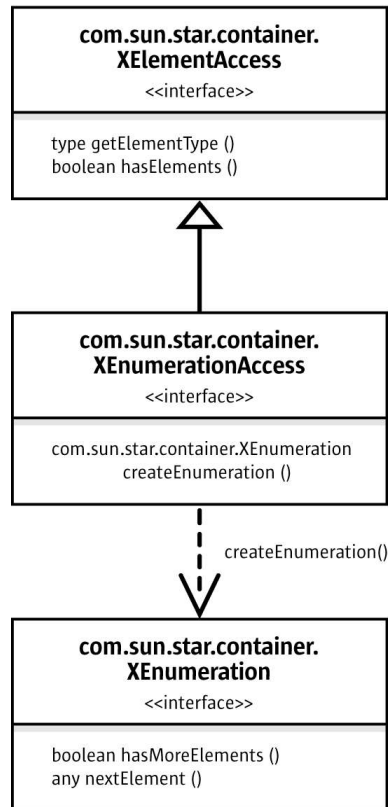 com.sun.star.container.
XElementAccess
<<interface>>
type getElementType ()
boolean hasElements ()
com.sun.star.container.
XEnumerationAccess
<<interface>>
com.sun.star.container.XEnumeration
createEnumeration ()
createEnumeration()
com.sun.star.container.
XEnumeration
<<interface>>
boolean hasMoreElements ()
any nextElement ()